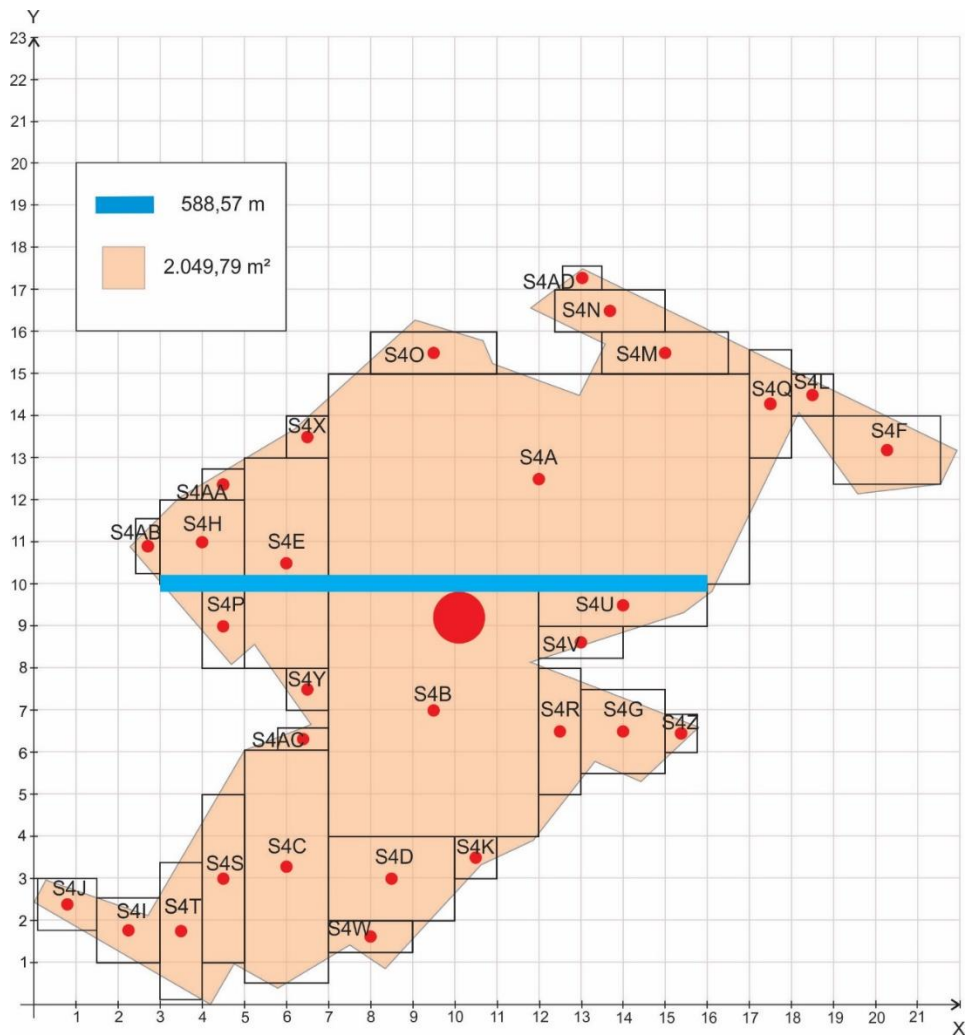 Y
23
22
21
20
19
18
17
16
15
14
13
12
11
10
9
8
7
6
5
4
3
2
1
588,57 m
2.049,79 m²
S4AD
S4N
S4O
S4M
S4Q
S4L
S4X
S4F
S4A
S4AA
S4H
S4AB
S4E
S4P
S4U
S4V
S4Y
S4B
S4R
S4G
S4Z
S4AC
S4C
S4D
S4K
S4S
S4J
S4I
S4T
S4W
1 2 3 4 5 6 7 8 9 10 11 12 13 14 15 16 17 18 19 20 21
X